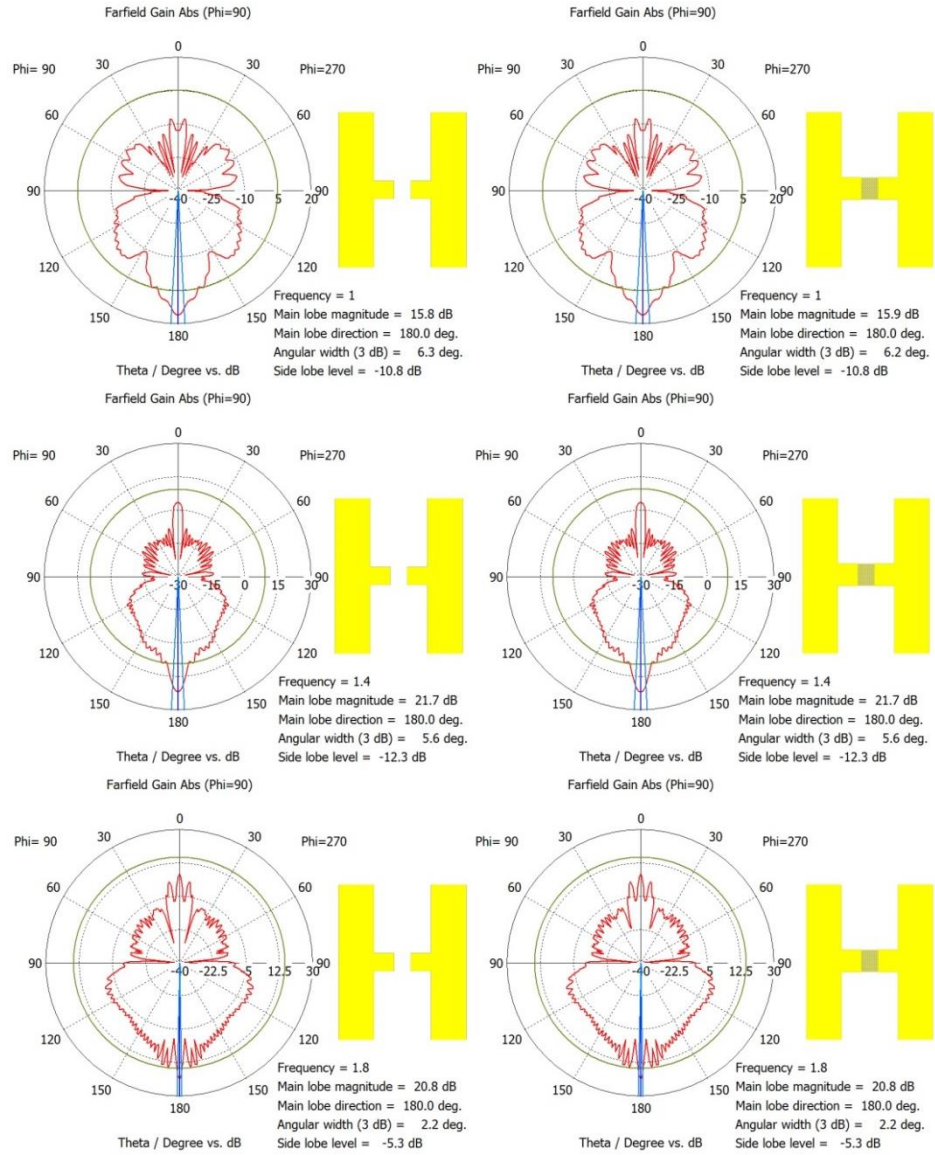 Farfield Gain Abs (Phi=90)
0
Phi= 90
30
30
Phi=270
60
60
90
-40
-25
-10
5
20
90
120
120
150
150
180
Frequency = 1
Main lobe magnitude = 15.8 dB
Main lobe direction = 180.0 deg.
Angular width (3 dB) = 6.3 deg.
Side lobe level = -10.8 dB
Theta / Degree vs. dB
Farfield Gain Abs (Phi=90)
0
Phi= 90
30
30
Phi=270
60
60
90
-40
-25
-10
5
20
90
120
120
150
150
180
Frequency = 1
Main lobe magnitude = 15.9 dB
Main lobe direction = 180.0 deg.
Angular width (3 dB) = 6.2 deg.
Side lobe level = -10.8 dB
Theta / Degree vs. dB
Farfield Gain Abs (Phi=90)
0
Phi= 90
30
30
Phi=270
60
60
90
-30
-15
0
15
30
90
120
120
150
150
180
Frequency = 1.4
Main lobe magnitude = 21.7 dB
Main lobe direction = 180.0 deg.
Angular width (3 dB) = 5.6 deg.
Side lobe level = -12.3 dB
Theta / Degree vs. dB
Farfield Gain Abs (Phi=90)
0
Phi= 90
30
30
Phi=270
60
60
90
-30
-15
0
15
30
90
120
120
150
150
180
Frequency = 1.4
Main lobe magnitude = 21.7 dB
Main lobe direction = 180.0 deg.
Angular width (3 dB) = 5.6 deg.
Side lobe level = -12.3 dB
Theta / Degree vs. dB
Farfield Gain Abs (Phi=90)
0
Phi= 90
30
30
Phi=270
60
60
90
-40
-22.5
-5
12.5
30
90
120
120
150
150
180
Frequency = 1.8
Main lobe magnitude = 20.8 dB
Main lobe direction = 180.0 deg.
Angular width (3 dB) = 2.2 deg.
Side lobe level = -5.3 dB
Theta / Degree vs. dB
Farfield Gain Abs (Phi=90)
0
Phi= 90
30
30
Phi=270
60
60
90
-40
-22.5
-5
12.5
30
90
120
120
150
150
180
Frequency = 1.8
Main lobe magnitude = 20.8 dB
Main lobe direction = 180.0 deg.
Angular width (3 dB) = 2.2 deg.
Side lobe level = -5.3 dB
Theta / Degree vs. dB